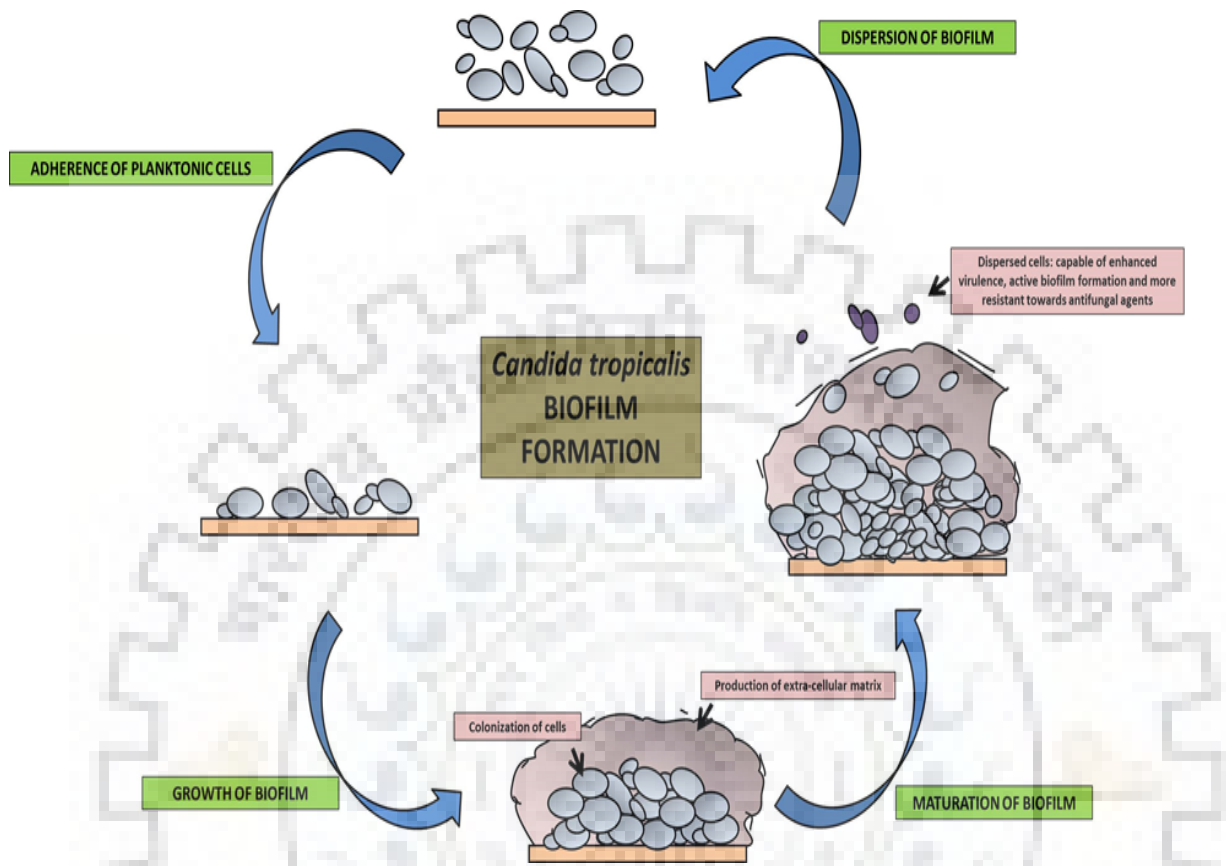 DISPERSION OF BIOFILM
ADHERENCE OF PLANKTONIC CELLS
Dispersed cells: capable of enhanced
virulence, active biofilm formation and more
resistant towards antifungal agents
Candida tropicalis
BIOFILM
FORMATION
Production of extra-cellular matrix
Colonization of cells
GROWTH OF BIOFILM
MATURATION OF BIOFILM